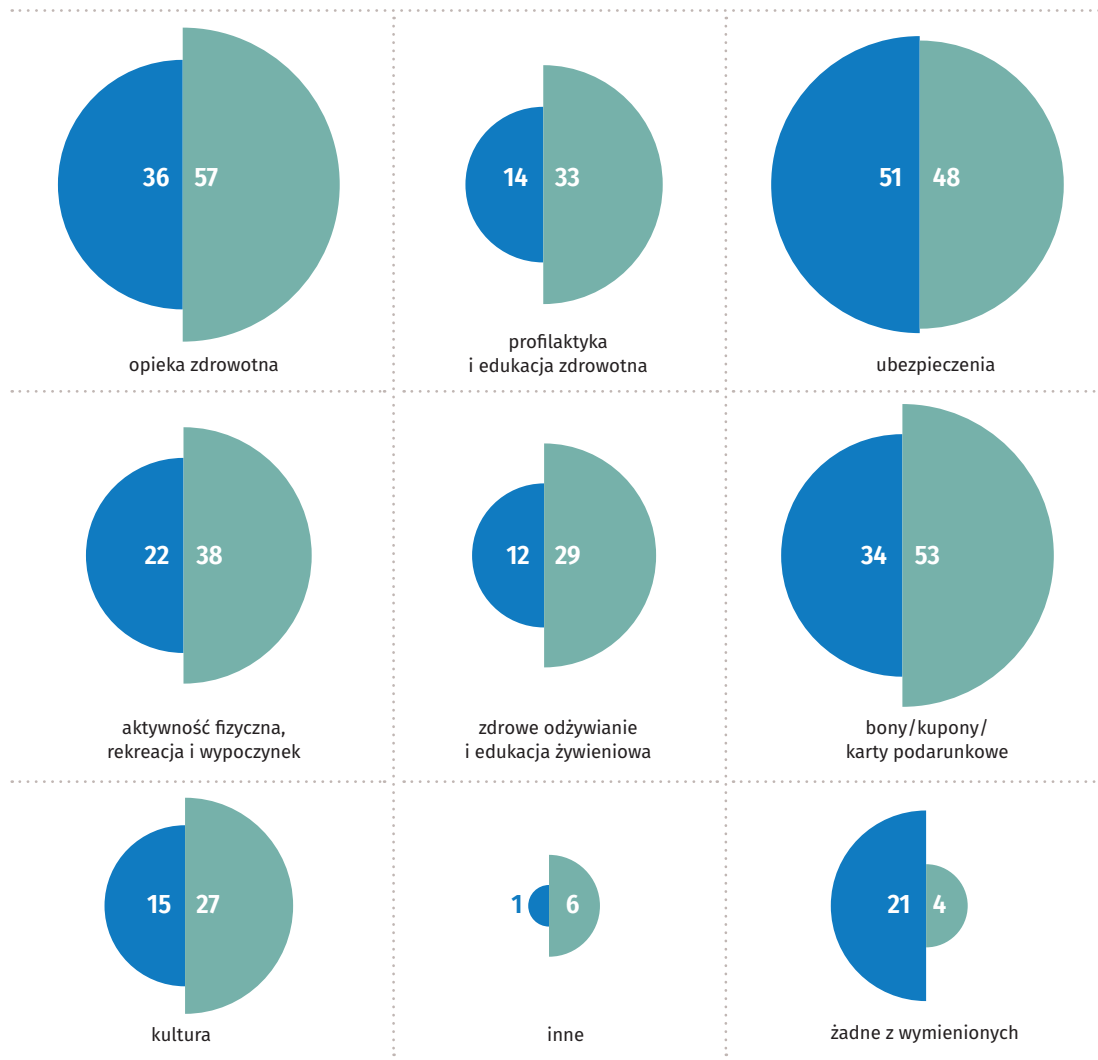 36 57
opieka zdrowotna
14 33
profilaktyka
i edukacja zdrowotna
51 48
ubezpieczenia
22 38
aktywność fizyczna,
rekreacja i wypoczynek
12 29
zdrowe odżywianie
i edukacja żywieniowa
34 53
bony/kupony/
karty podarunkowe
15 27
kultura
1 6
inne
21 4
żadne z wymienionych